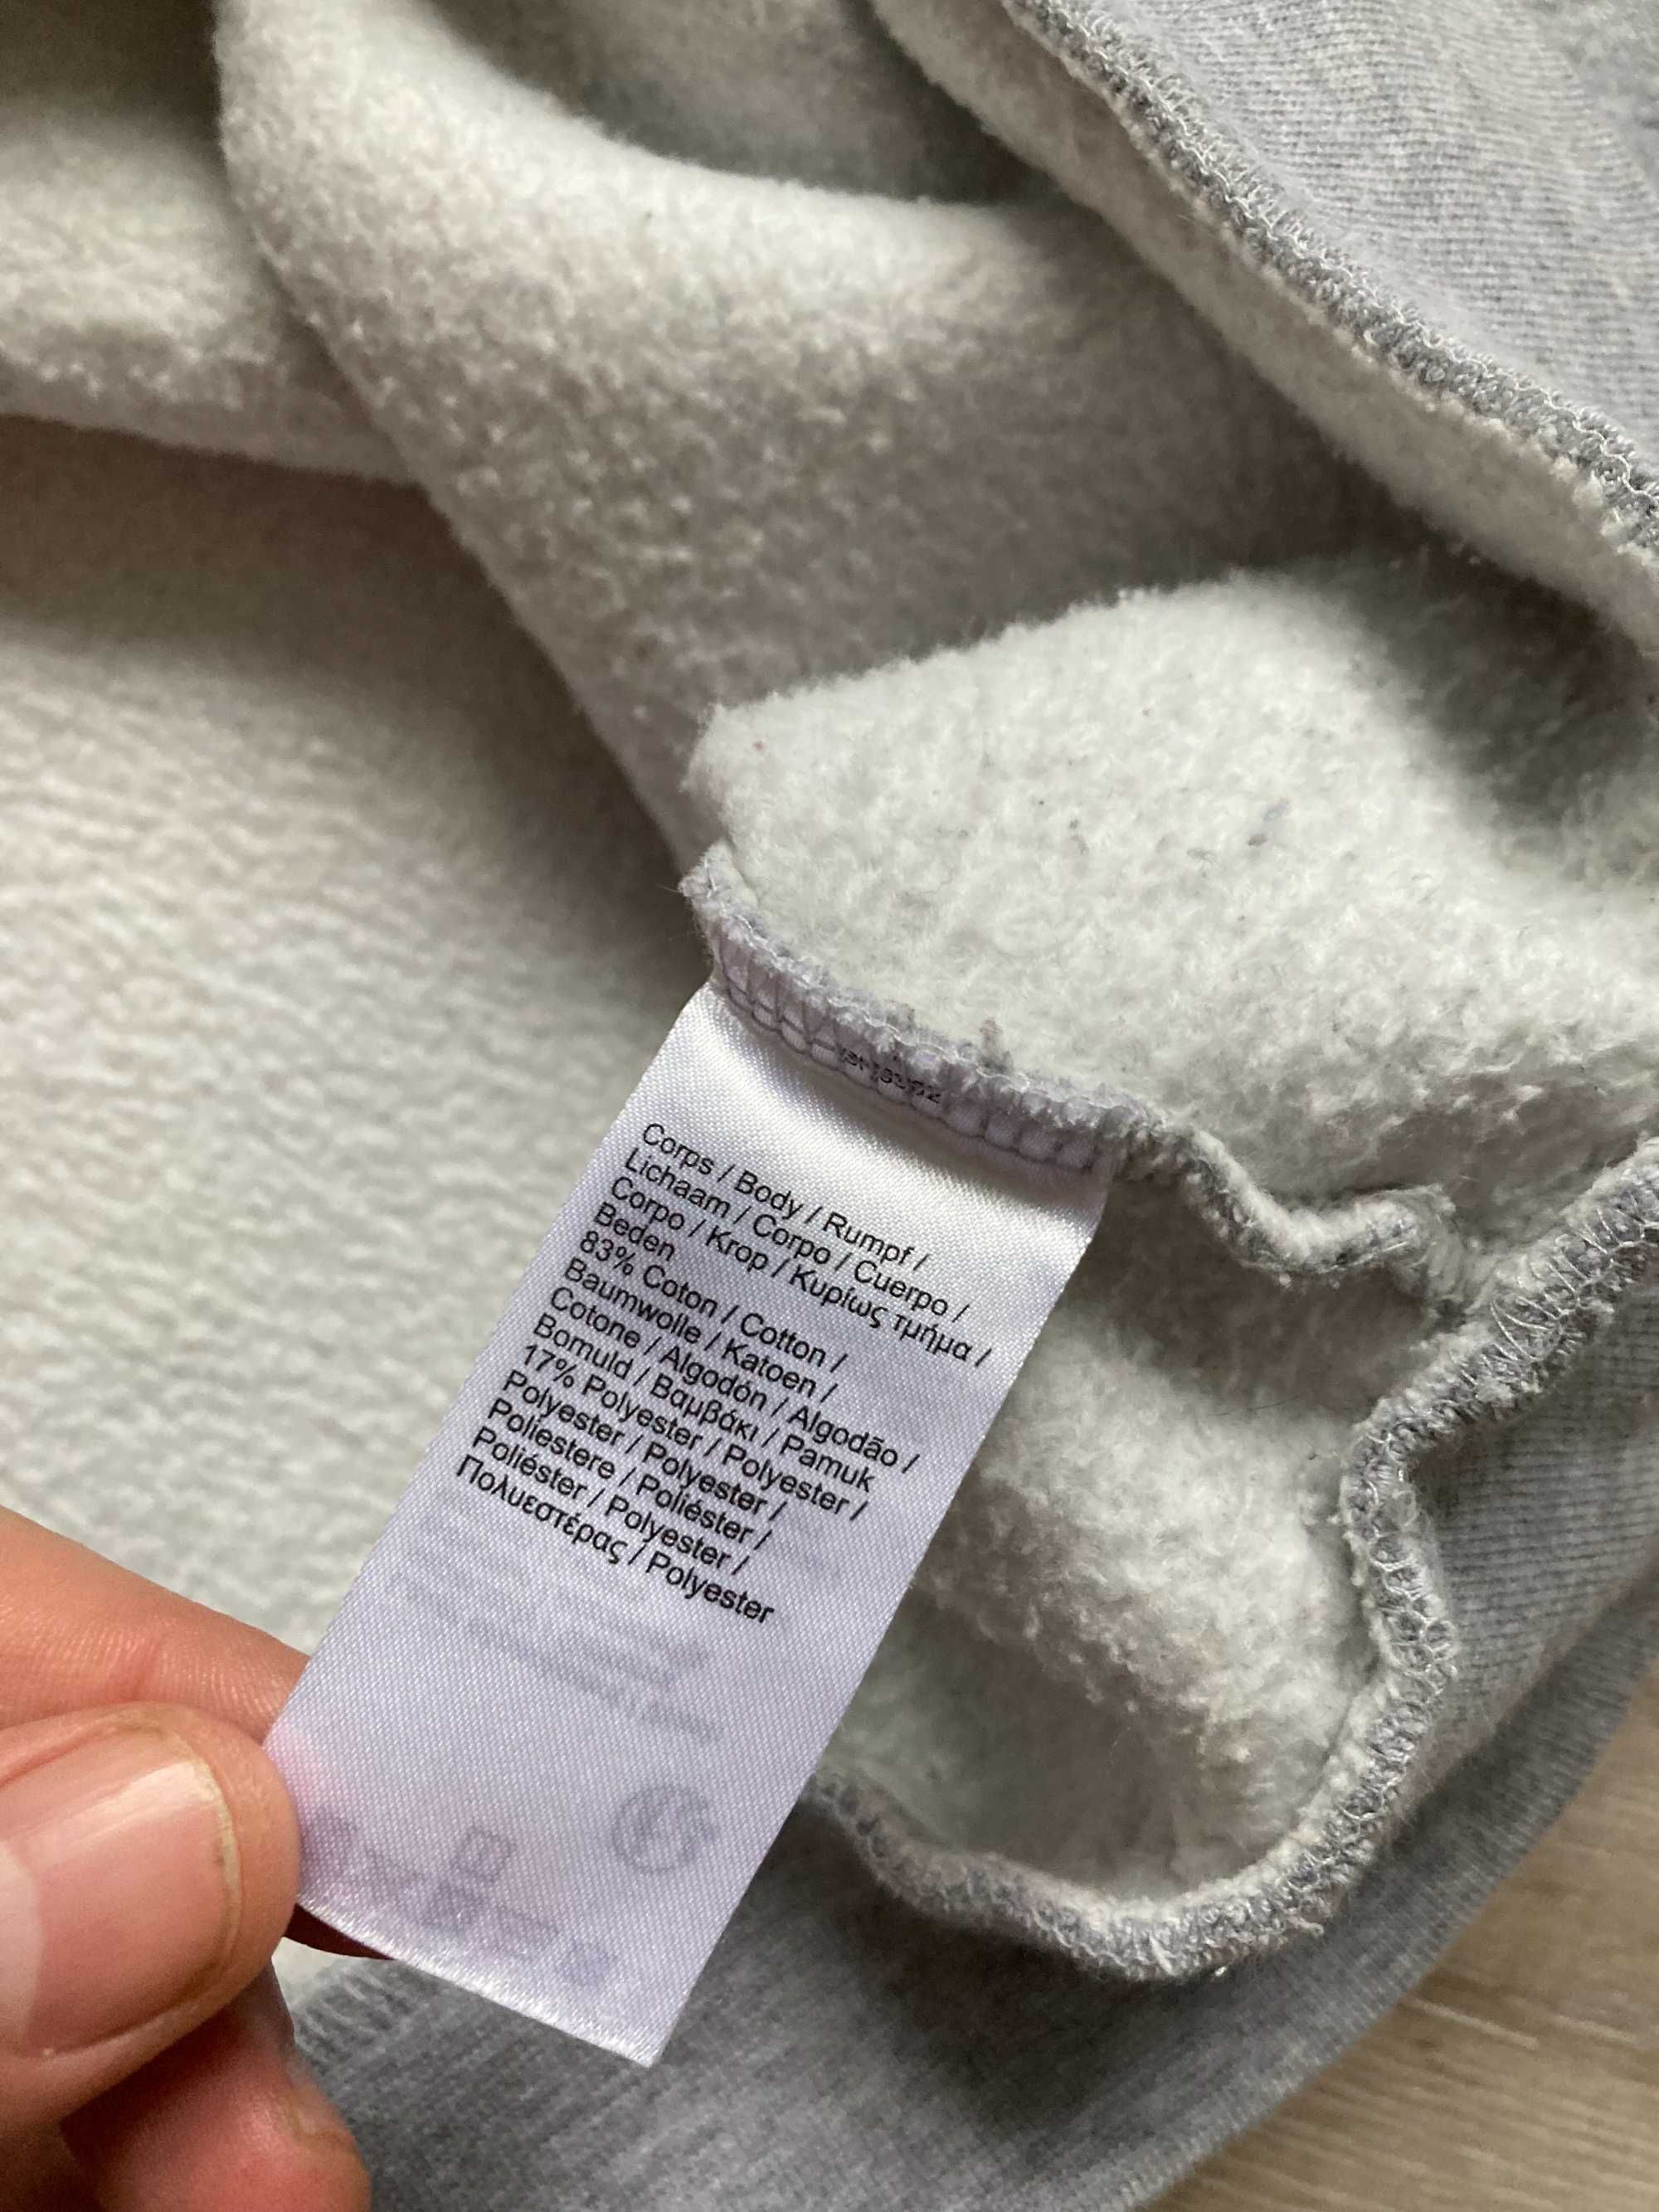 Corps / Body / Rumpf /
Lichaam / Corpo / Cuerpo /
Corpo / Krop / Κυρίως τμήμα /
Beden
83% Coton / Cotton /
Baumwolle / Katoen /
Cotone / Algodón / Algodão /
Bomuld / Βαμβάκι / Pamuk
17% Polyester / Polyester /
Polyester / Polyester /
Poliestere / Poliéster /
Poliéster / Polyester /
Πολυεστέρας / Polyester